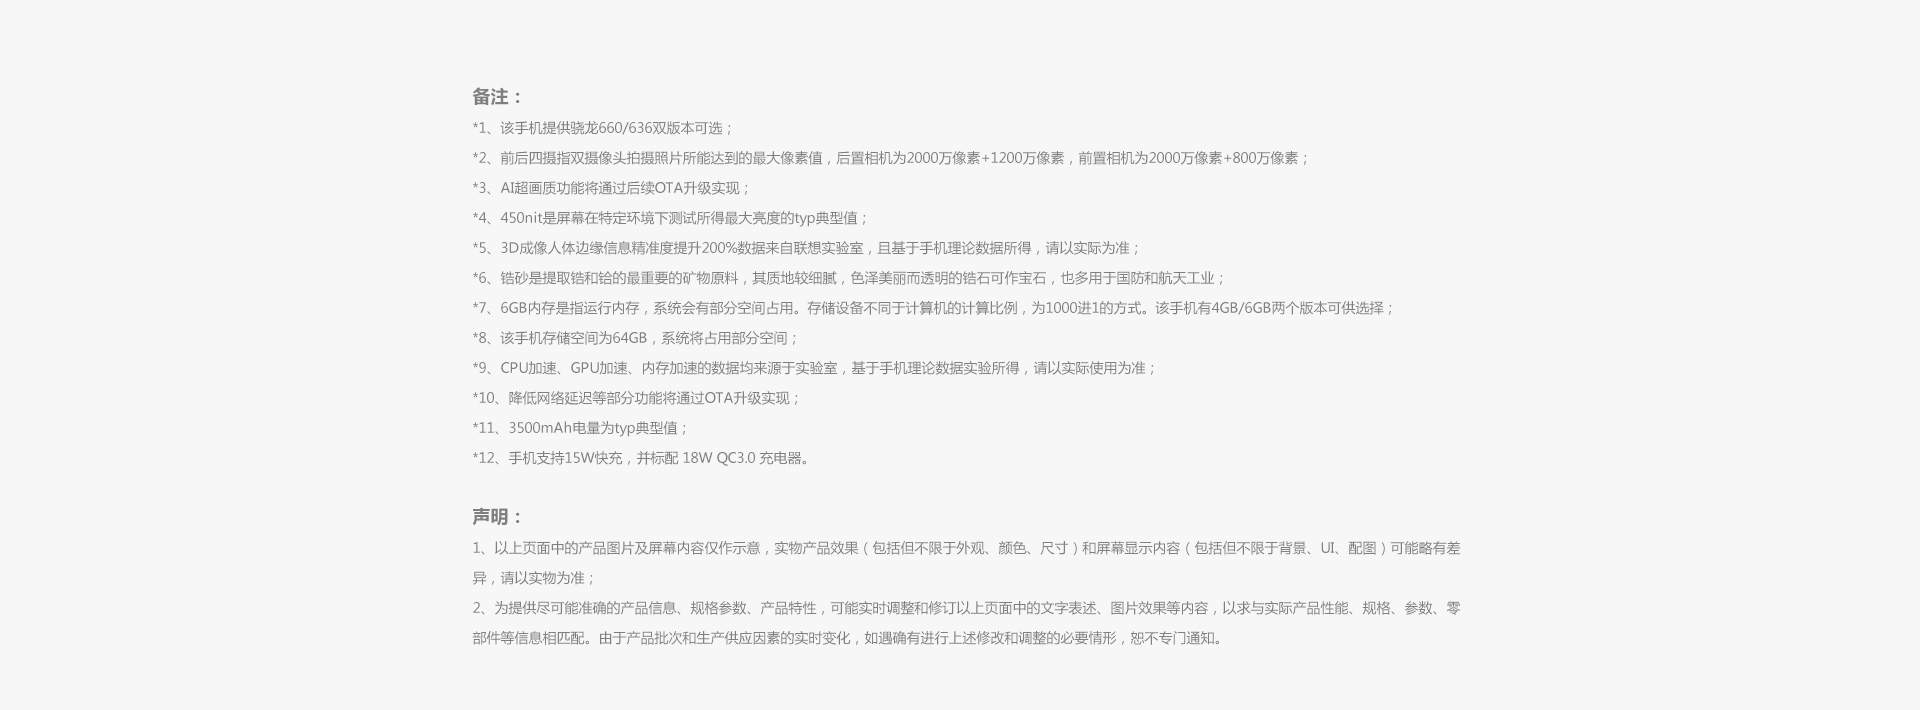 备注：
*1、该手机提供骁龙660/636双版本可选；
*2、前后四摄指双摄像头拍摄照片所能达到的最大像素值，后置相机为2000万像素+1200万像素，前置相机为2000万像素+800万像素；
*3、AI超画质功能将通过后续OTA升级实现；
*4、450nit是屏幕在特定环境下测试所得最大亮度的typ典型值；
*5、3D成像人体边缘信息精准度提升200%数据来自联想实验室，且基于手机理论数据所得，请以实际为准；
*6、锆砂是提取锆和铪的最重要的矿物原料，其质地较细腻，色泽美丽而透明的锆石可作宝石，也多用于国防和航天工业；
*7、6GB内存是指运行内存，系统会有部分空间占用。存储设备不同于计算机的计算比例，为1000进1的方式。该手机有4GB/6GB两个版本可供选择；
*8、该手机存储空间为64GB，系统将占用部分空间；
*9、CPU加速、GPU加速、内存加速的数据均来源于实验室，基于手机理论数据实验所得，请以实际使用为准；
*10、降低网络延迟等部分功能将通过OTA升级实现；
*11、3500mAh电量为typ典型值；
*12、手机支持15W快充，并标配 18W QC3.0 充电器。
声明：
1、以上页面中的产品图片及屏幕内容仅作示意，实物产品效果（包括但不限于外观、颜色、尺寸）和屏幕显示内容（包括但不限于背景、UI、配图）可能略有差
异，请以实物为准；
2、为提供尽可能准确的产品信息、规格参数、产品特性，可能实时调整和修订以上页面中的文字表述、图片效果等内容，以求与实际产品性能、规格、参数、零
部件等信息相匹配。由于产品批次和生产供应因素的实时变化，如遇确有进行上述修改和调整的必要情形，恕不专门通知。